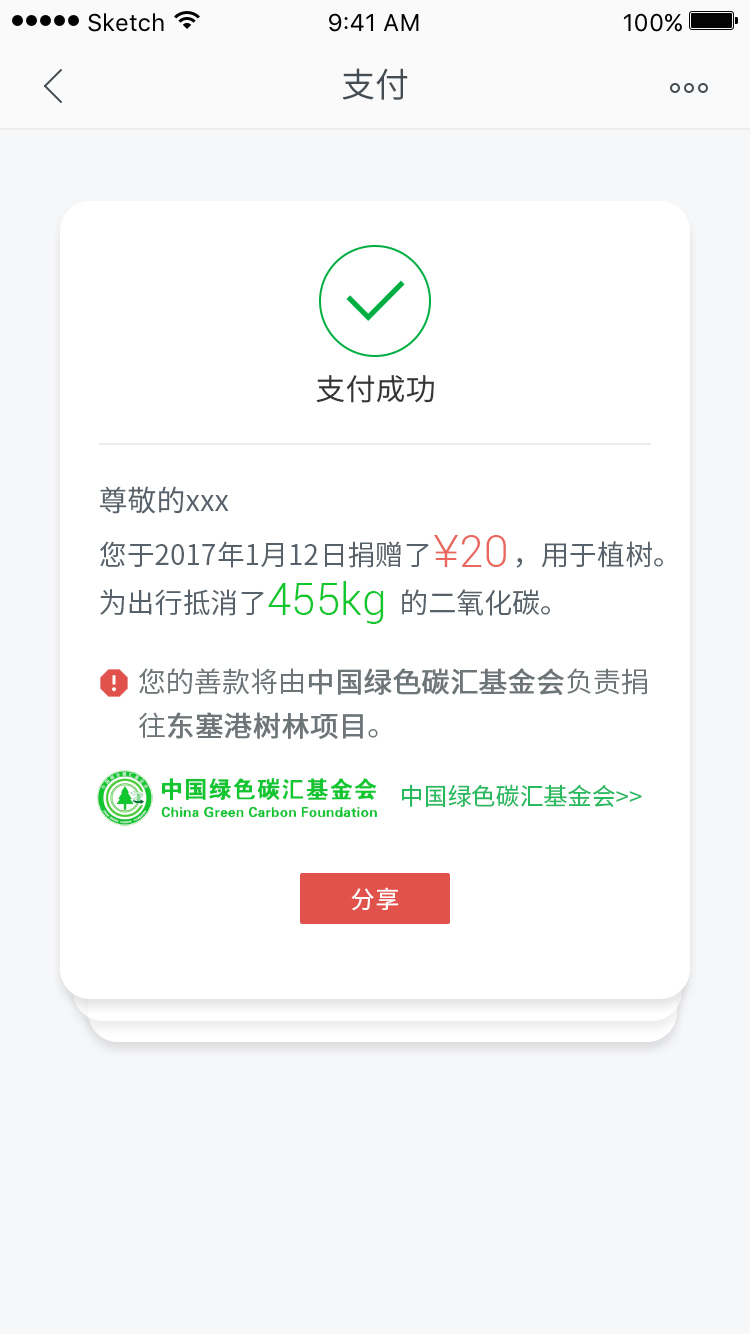 Sketch 9:41 AM 100%
支付
支付成功
尊敬的xxx
您于2017年1月12日捐赠了¥20，用于植树。
为出行抵消了455kg 的二氧化碳。
您的善款将由中国绿色碳汇基金会负责捐
往东寨港树林项目。
中国绿色碳汇基金会 中国绿色碳汇基金会>>
China Green Carbon Foundation
分享